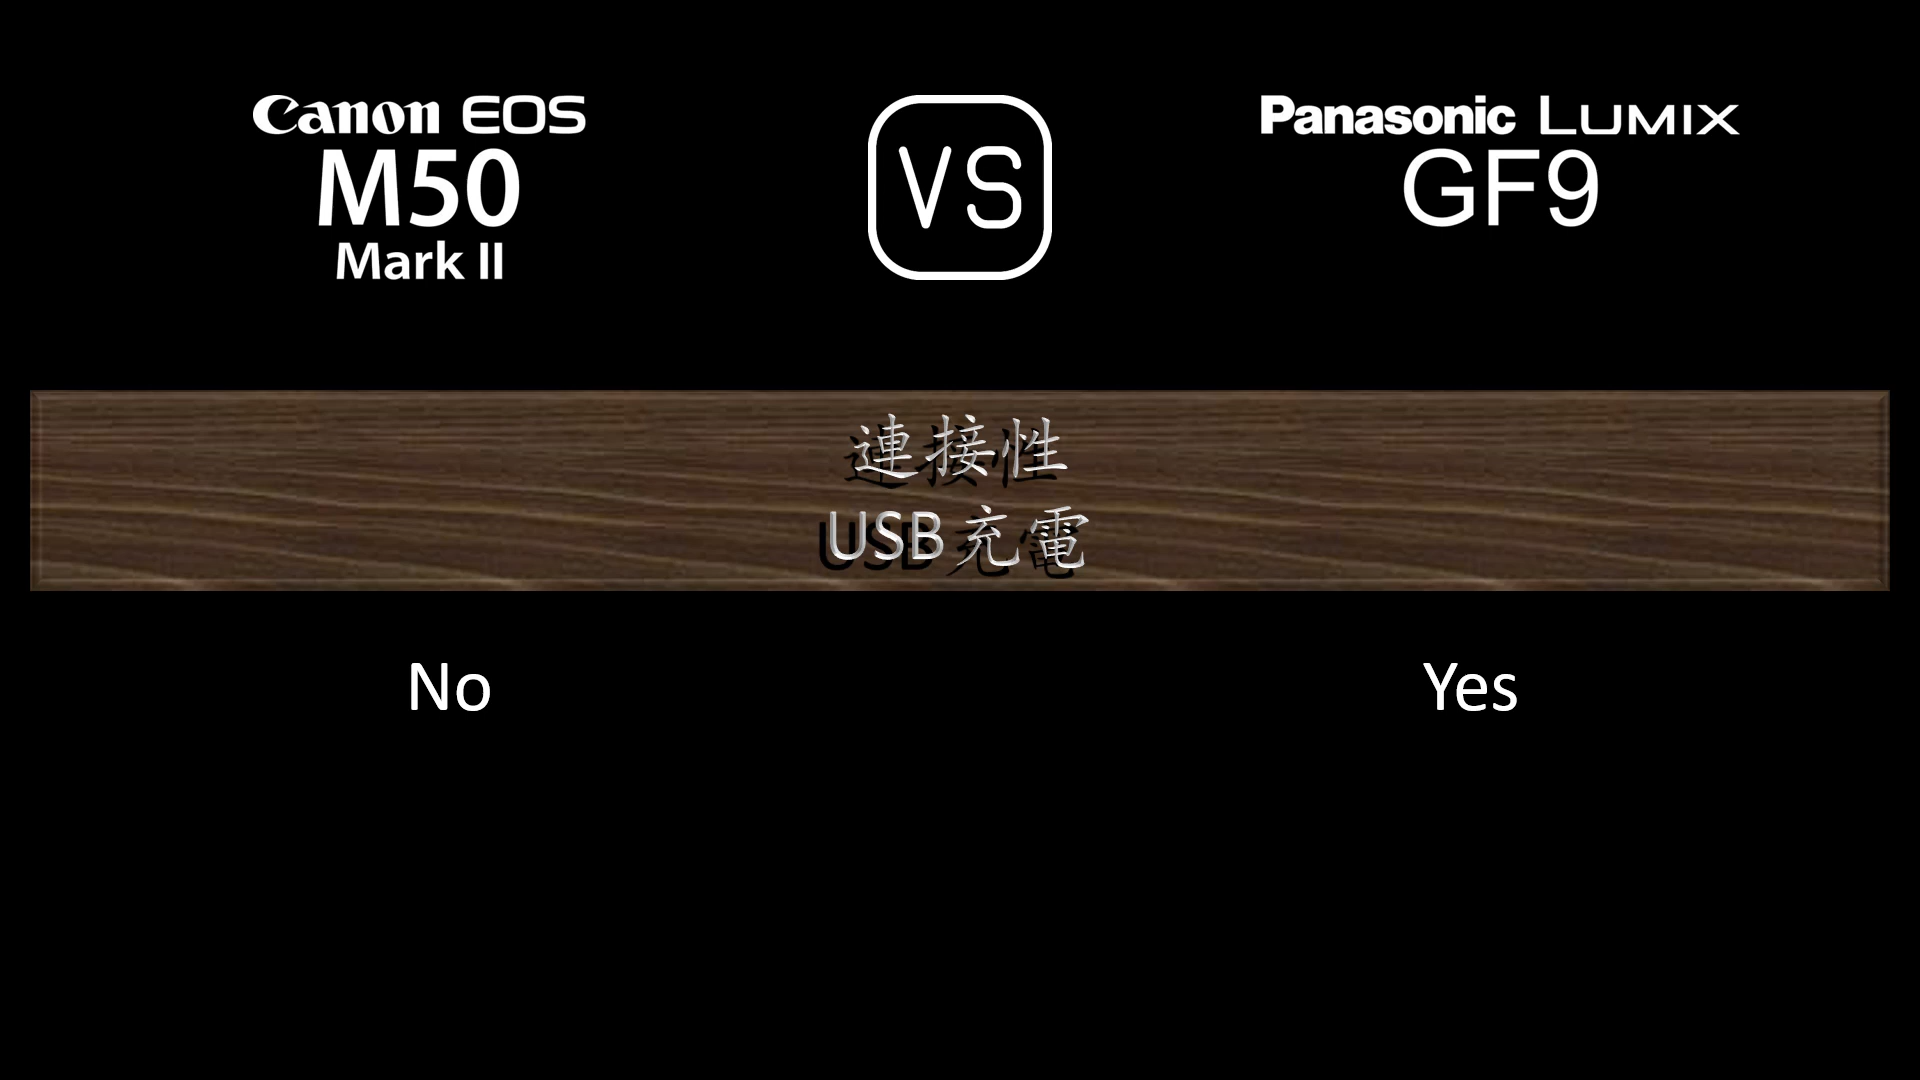 Canon EOS
M50
Mark II
VS
Panasonic LUMIX
GF9
連接性
USB 充電
No
Yes